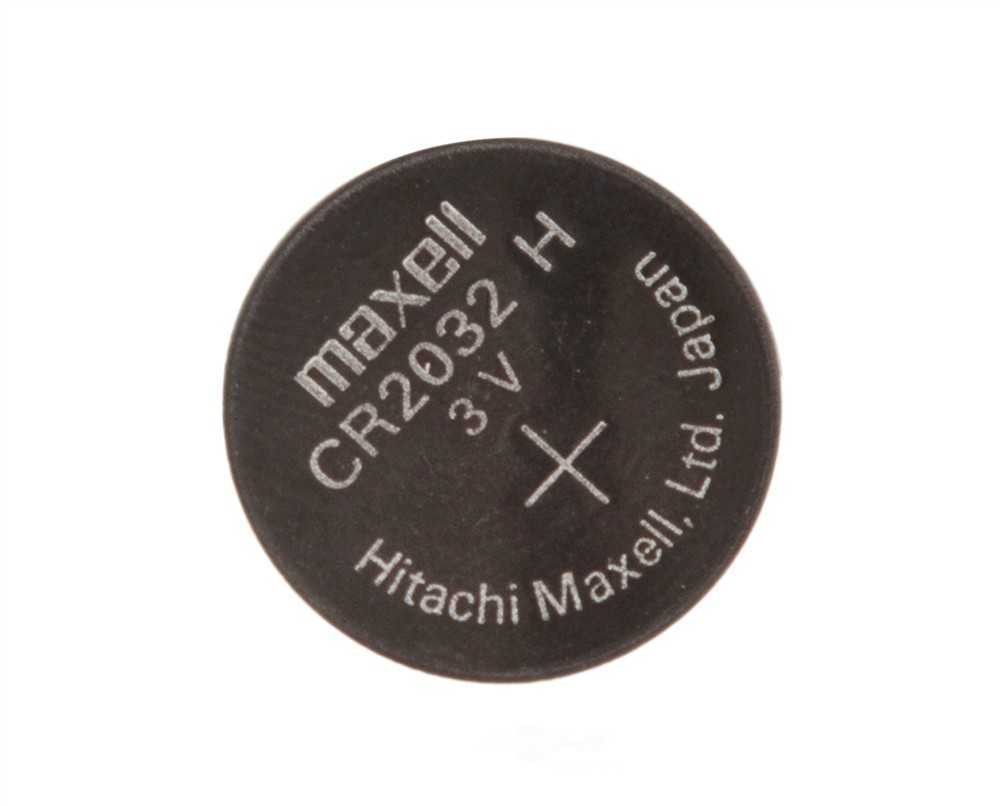 maxell
CR2032 H
3 V
+
Hitachi Maxell, Ltd. Japan